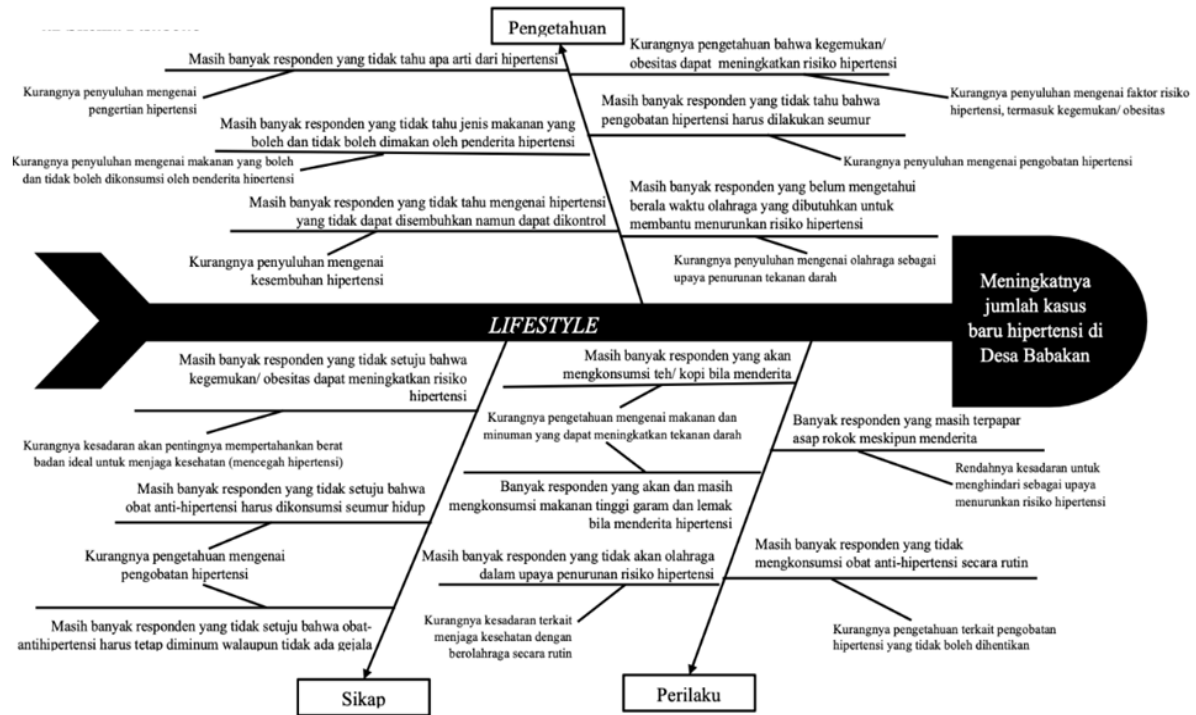 Pengetahuan
Masih banyak responden yang tidak tahu apa arti dari hipertensi
Kurangnya penyuluhan mengenai
pengertian hipertensi
Masih banyak responden yang tidak tahu jenis makanan yang
boleh dan tidak boleh dimakan oleh penderita hipertensi
Kurangnya penyuluhan mengenai makanan yang boleh
dan tidak boleh dikonsumsi oleh penderita hipertensi
Masih banyak responden yang tidak tahu mengenai hipertensi
yang tidak dapat disembuhkan namun dapat dikontrol
Kurangnya penyuluhan mengenai
kesembuhan hipertensi
Kurangnya pengetahuan bahwa kegemukan/
obesitas dapat meningkatkan risiko hipertensi
Kurangnya penyuluhan mengenai faktor risiko
hipertensi, termasuk kegemukan/ obesitas
Masih banyak responden yang tidak tahu bahwa
pengobatan hipertensi harus dilakukan seumur
Kurangnya penyuluhan mengenai pengobatan hipertensi
Masih banyak responden yang belum mengetahui
berala waktu olahraga yang dibutuhkan untuk
membantu menurunkan risiko hipertensi
Kurangnya penyuluhan mengenai olahraga sebagai
upaya penurunan tekanan darah
LIFESTYLE
Meningkatnya
jumlah kasus
baru hipertensi di
Desa Babakan
Masih banyak responden yang tidak setuju bahwa
kegemukan/ obesitas dapat meningkatkan risiko
hipertensi
Kurangnya kesadaran akan pentingnya mempertahankan berat
badan ideal untuk menjaga kesehatan (mencegah hipertensi)
Masih banyak responden yang tidak setuju bahwa
obat anti-hipertensi harus dikonsumsi seumur hidup
Kurangnya pengetahuan mengenai
pengobatan hipertensi
Masih banyak responden yang tidak setuju bahwa obat-
antihipertensi harus tetap diminum walaupun tidak ada gejala
Sikap
Masih banyak responden yang akan
mengkonsumsi teh/ kopi bila menderita
Kurangnya pengetahuan mengenai makanan dan
minuman yang dapat meningkatkan tekanan darah
Banyak responden yang akan dan masih
mengkonsumsi makanan tinggi garam dan lemak
bila menderita hipertensi
Masih banyak responden yang tidak akan olahraga
dalam upaya penurunan risiko hipertensi
Kurangnya kesadaran terkait
menjaga kesehatan dengan
berolahraga secara rutin
Banyak responden yang masih terpapar
asap rokok meskipun menderita
Rendahnya kesadaran untuk
menghindari sebagai upaya
menurunkan risiko hipertensi
Masih banyak responden yang tidak
mengkonsumsi obat anti-hipertensi secara rutin
Kurangnya pengetahuan terkait pengobatan
hipertensi yang tidak boleh dihentikan
Perilaku